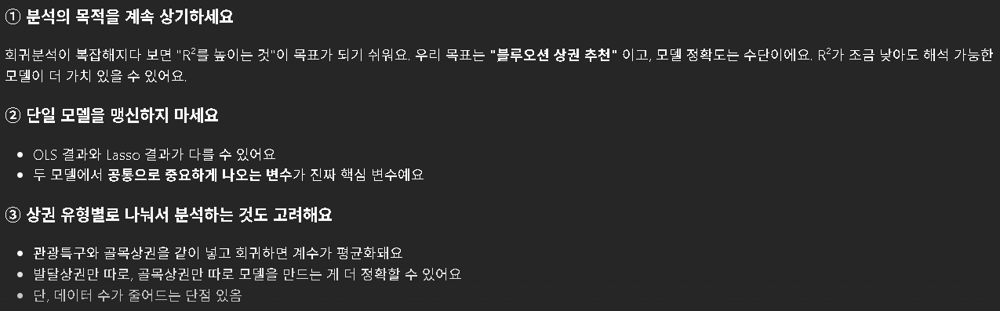 ① 분석의 목적을 계속 상기하세요
회귀분석이 복잡해지다 보면 "R²를 높이는 것"이 목표가 되기 쉬워요. 우리 목표는 "블루오션 상권 추천" 이고, 모델 정확도는 수단이에요. R²가 조금 낮아도 해석 가능한
모델이 더 가치 있을 수 있어요.
② 단일 모델을 맹신하지 마세요
• OLS 결과와 Lasso 결과가 다를 수 있어요
• 두 모델에서 공통으로 중요하게 나오는 변수가 진짜 핵심 변수예요
③ 상권 유형별로 나눠서 분석하는 것도 고려해요
• 관광특구와 골목상권을 같이 넣고 회귀하면 계수가 평균화돼요
• 발달상권만 따로, 골목상권만 따로 모델을 만드는 게 더 정확할 수 있어요
• 단, 데이터 수가 줄어드는 단점 있음